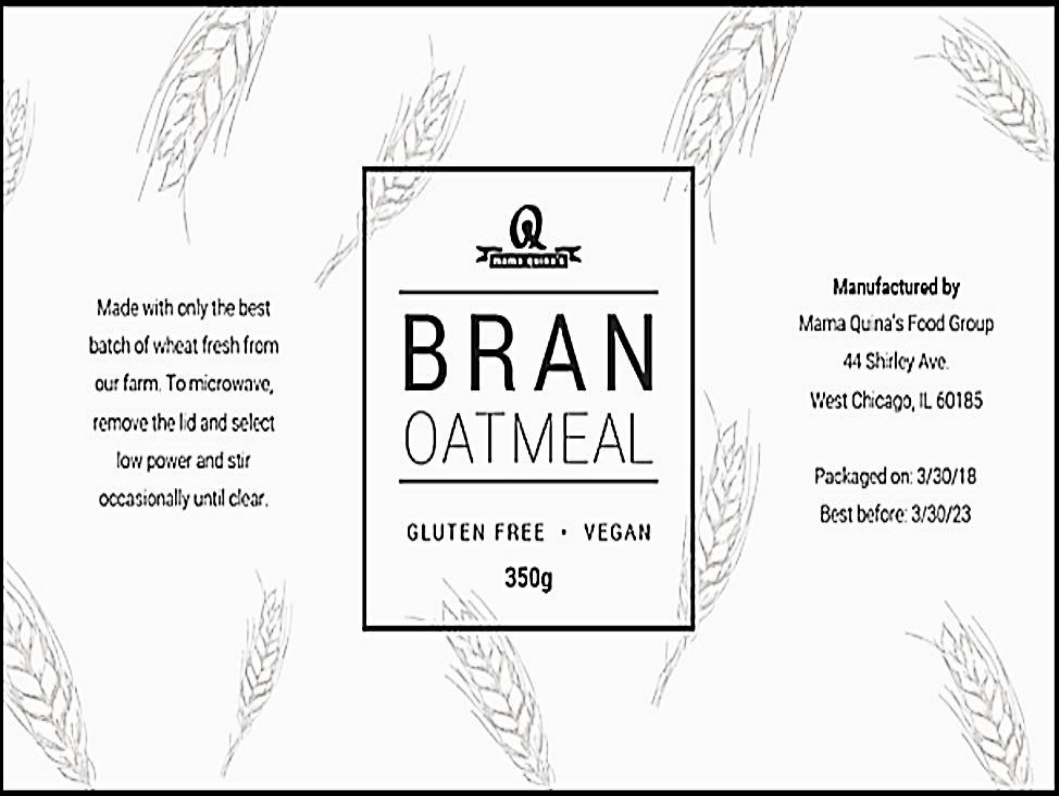 Made with only the best
batch of wheat fresh from
our farm. To microwave,
remove the lid and select
low power and stir
occasionally until clear.
mama quina's
BRAN
OATMEAL
GLUTEN FREE • VEGAN
350g
Manufactured by
Mama Quina's Food Group
44 Shirley Ave.
West Chicago, IL 60185
Packaged on: 3/30/18
Best before: 3/30/23